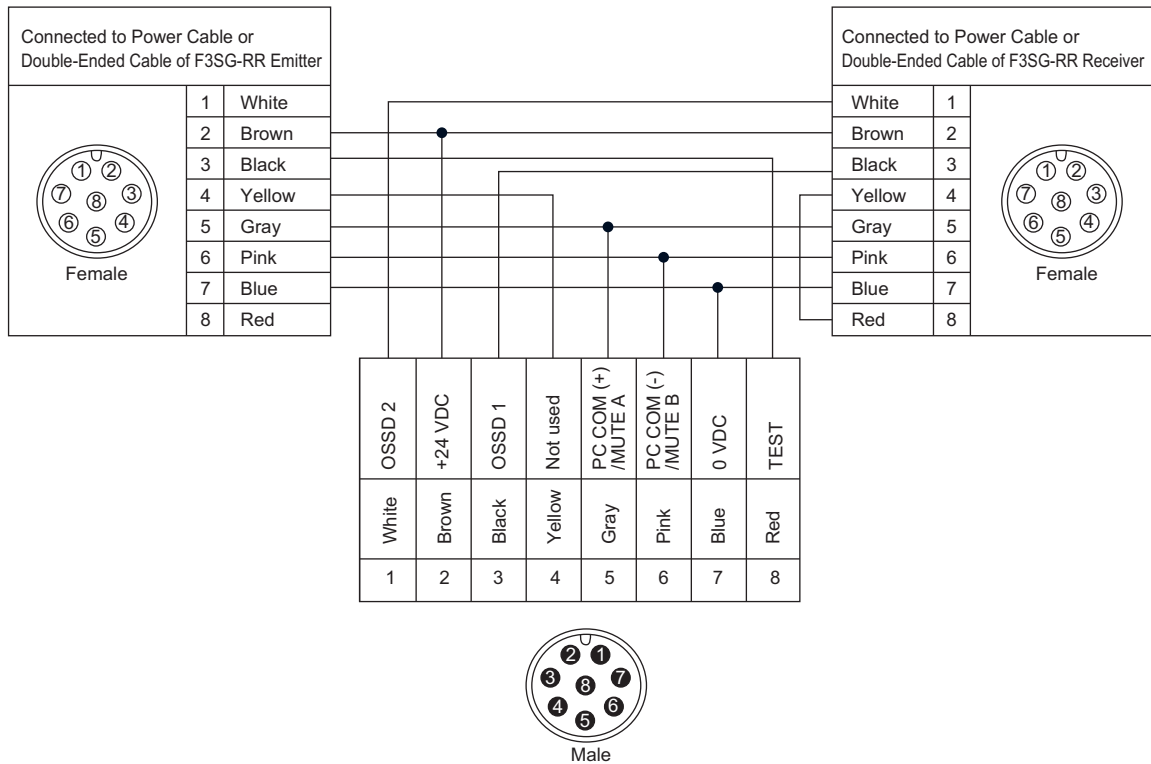 Connected to Power Cable or
Double-Ended Cable of F3SG-RR Emitter
1 White
2 Brown
3 Black
4 Yellow
5 Gray
6 Pink
7 Blue
8 Red
1 2
7 8 3
6 4
5
Female
Connected to Power Cable or
Double-Ended Cable of F3SG-RR Receiver
White 1
Brown 2
Black 3
Yellow 4
Gray 5
Pink 6
Blue 7
Red 8
1 2
7 8 3
6 4
5
Female
OSSD 2
+24 VDC
OSSD 1
Not used
PC COM (+)
/MUTE A
PC COM (-)
/MUTE B
0 VDC
TEST
White Brown Black Yellow Gray Pink Blue Red
1 2 3 4 5 6 7 8
2 1
3 8 7
4 6
5
Male